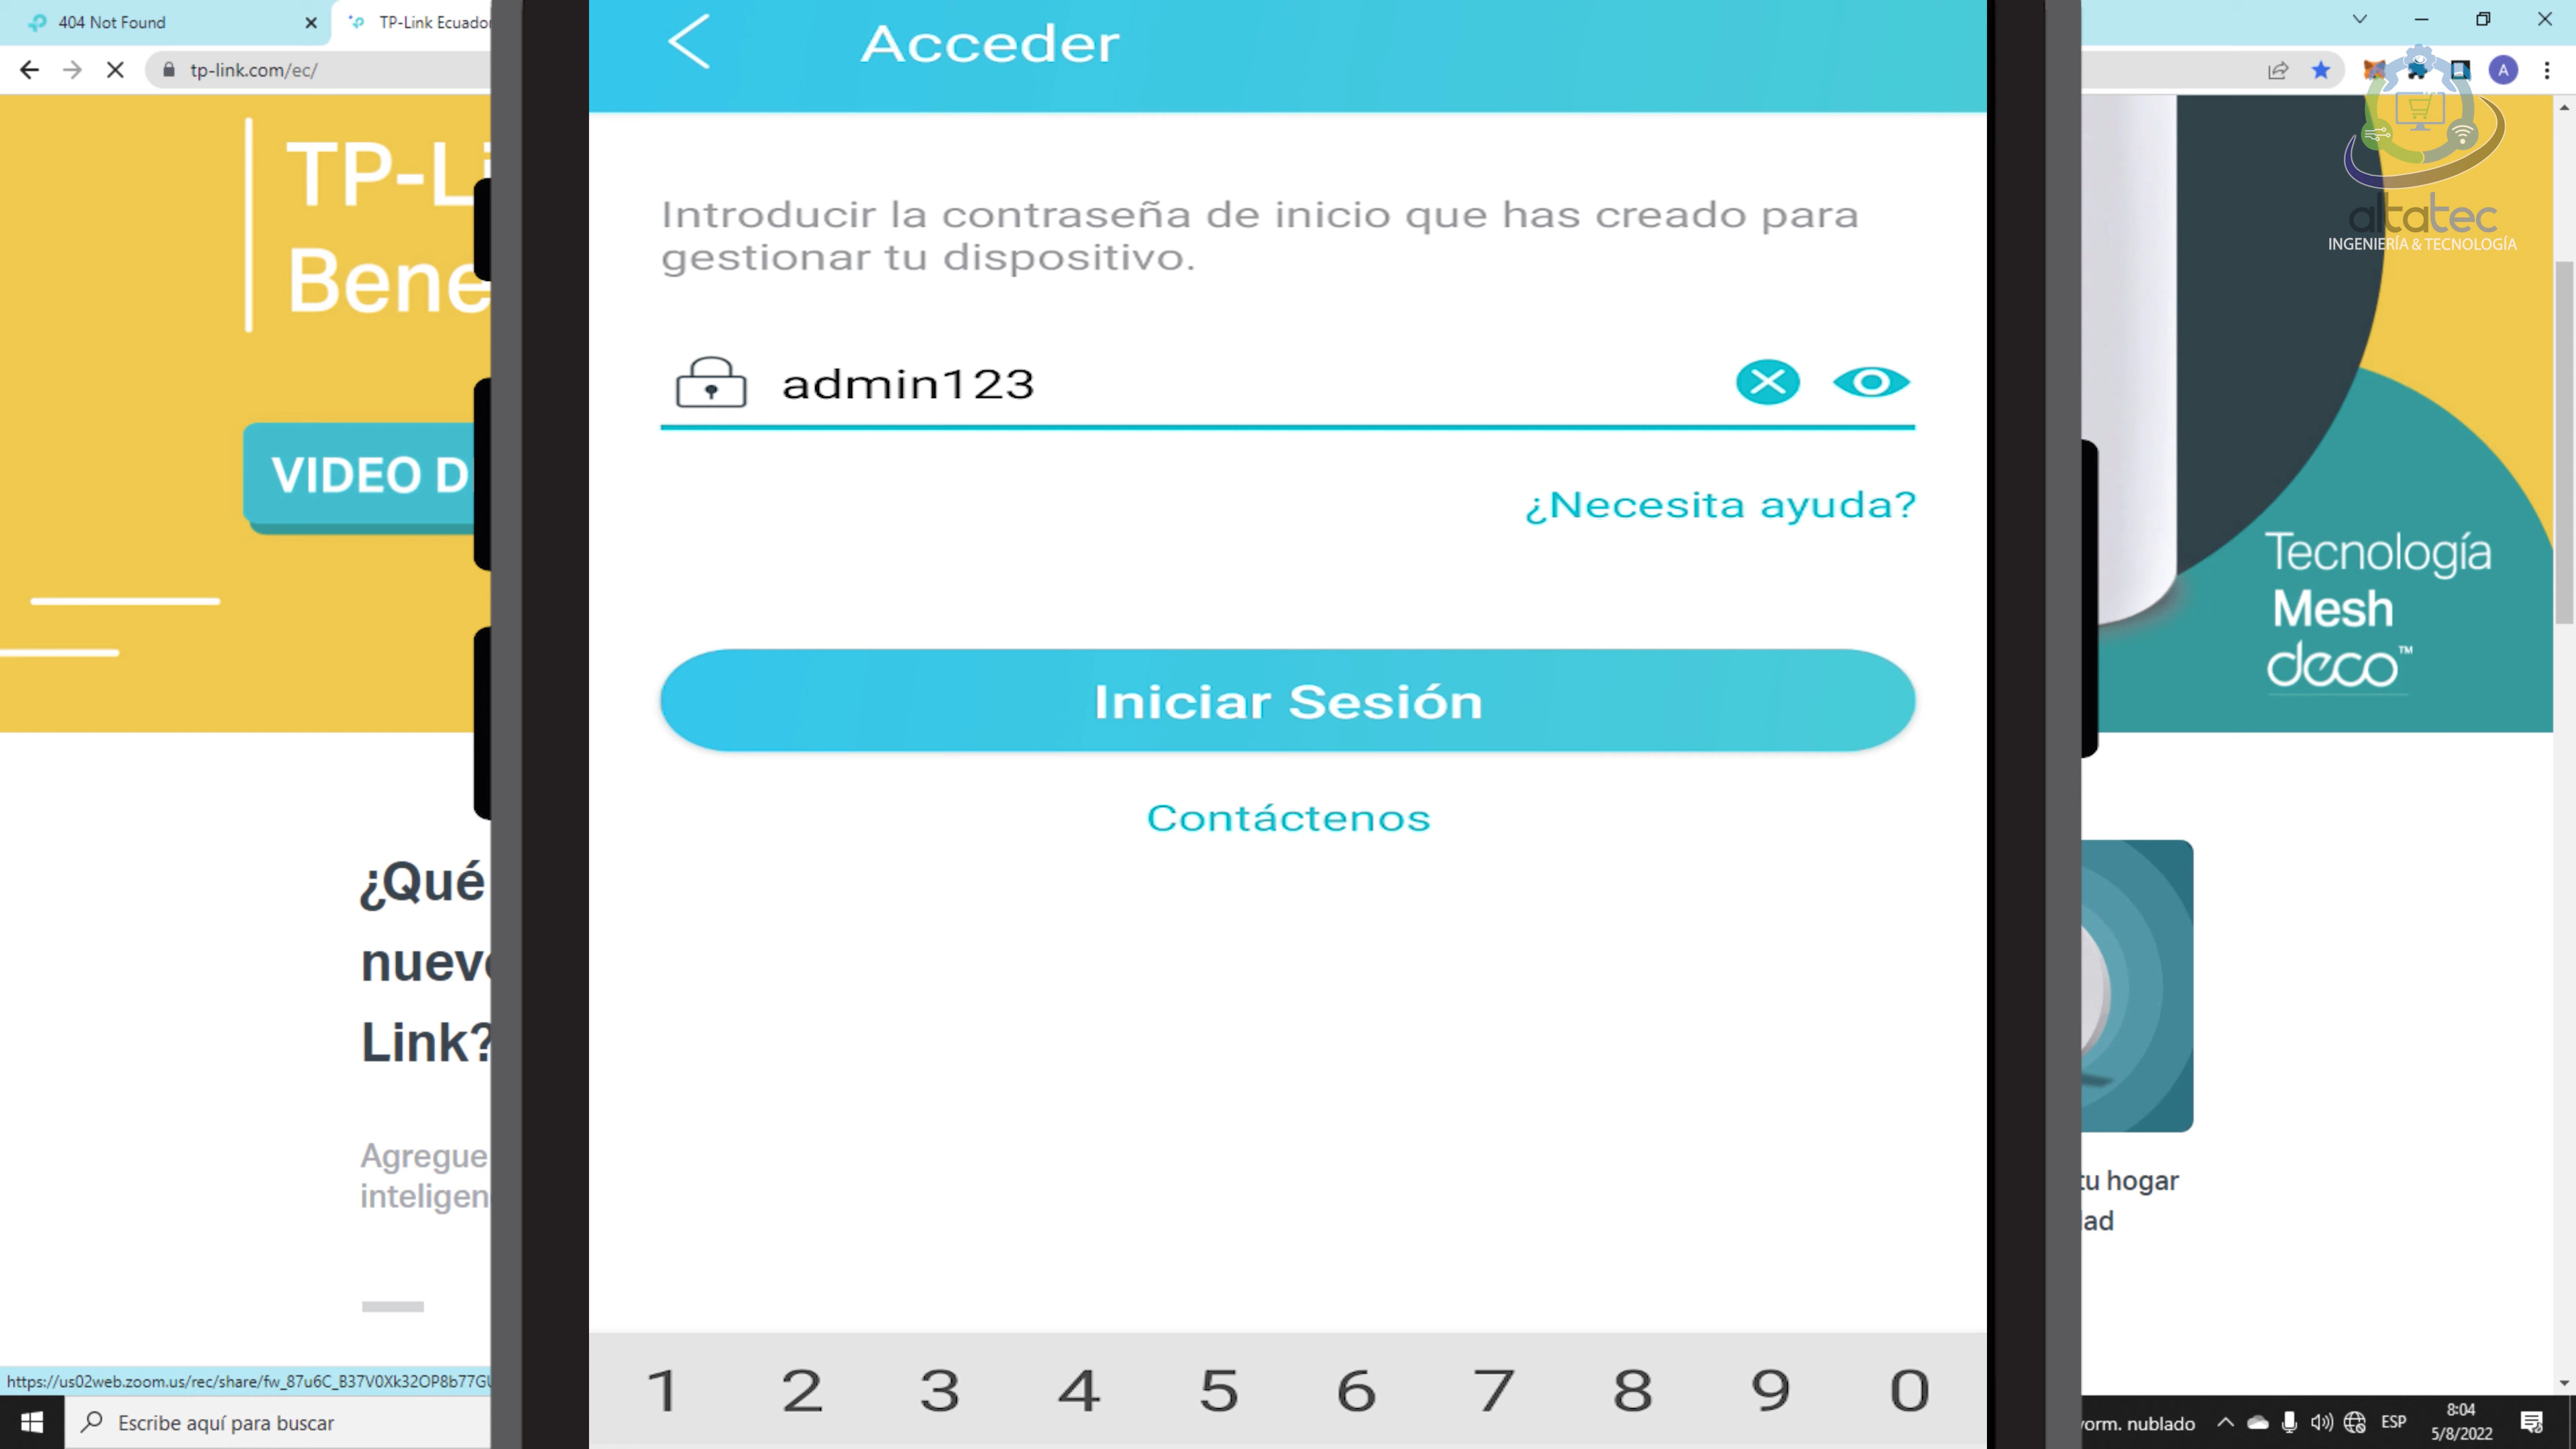 404 Not Found
TP-Link Ecuador
tp-link.com/ec/
A
TP-Li
Bene
VIDEO D
¿Qué
nuevo
Link?
Agregue
inteligen
https://us02web.zoom.us/rec/share/fw_87u6C_B37V0Xk32OP8b77GU
Escribe aquí para buscar
Acceder
Introducir la contraseña de inicio que has creado para
gestionar tu dispositivo.
admin123
¿Necesita ayuda?
Iniciar Sesión
Contáctenos
1 2 3 4 5 6 7 8 9 0
altatec
INGENIERÍA & TECNOLOGÍA
Tecnología
Mesh
deco™
tu hogar
dad
orm. nublado
ESP
8:04
5/8/2022